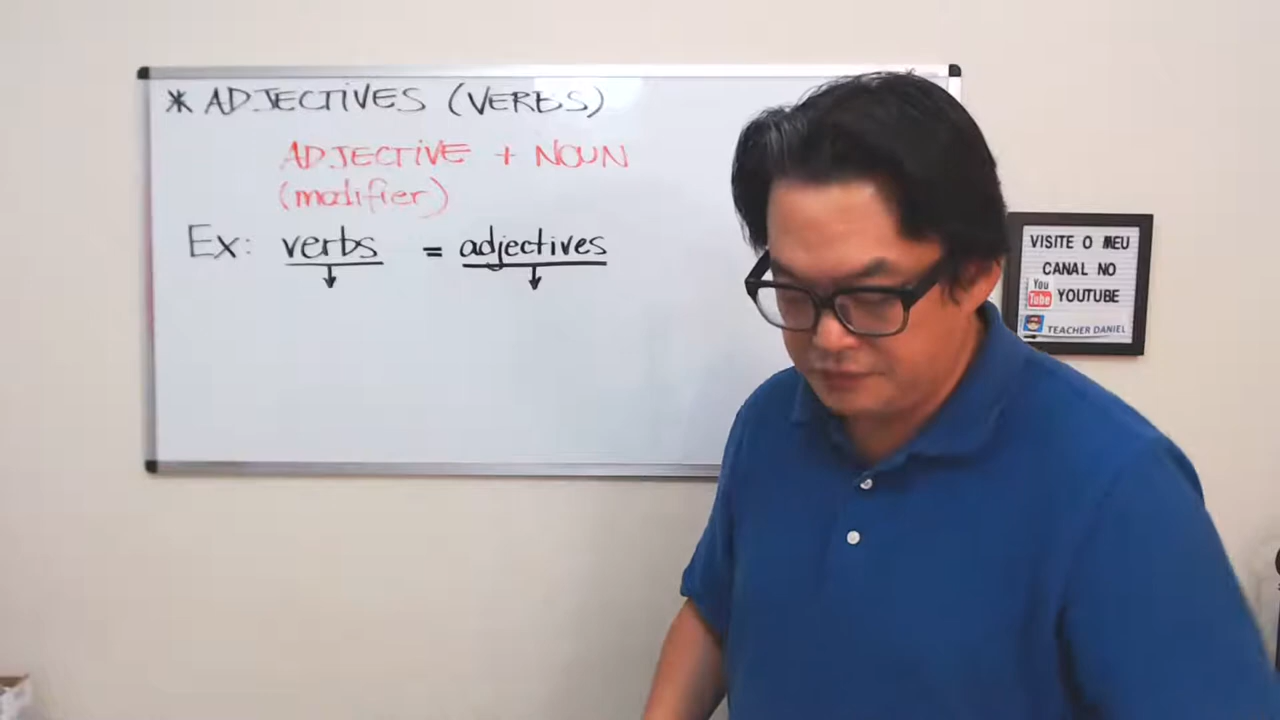 * ADJECTIVES (VERBS)
ADJECTIVE + NOUN
(modifier)
Ex: verbs = adjectives
VISITE O MEU
CANAL NO
You Tube YOUTUBE
TEACHER DANIEL